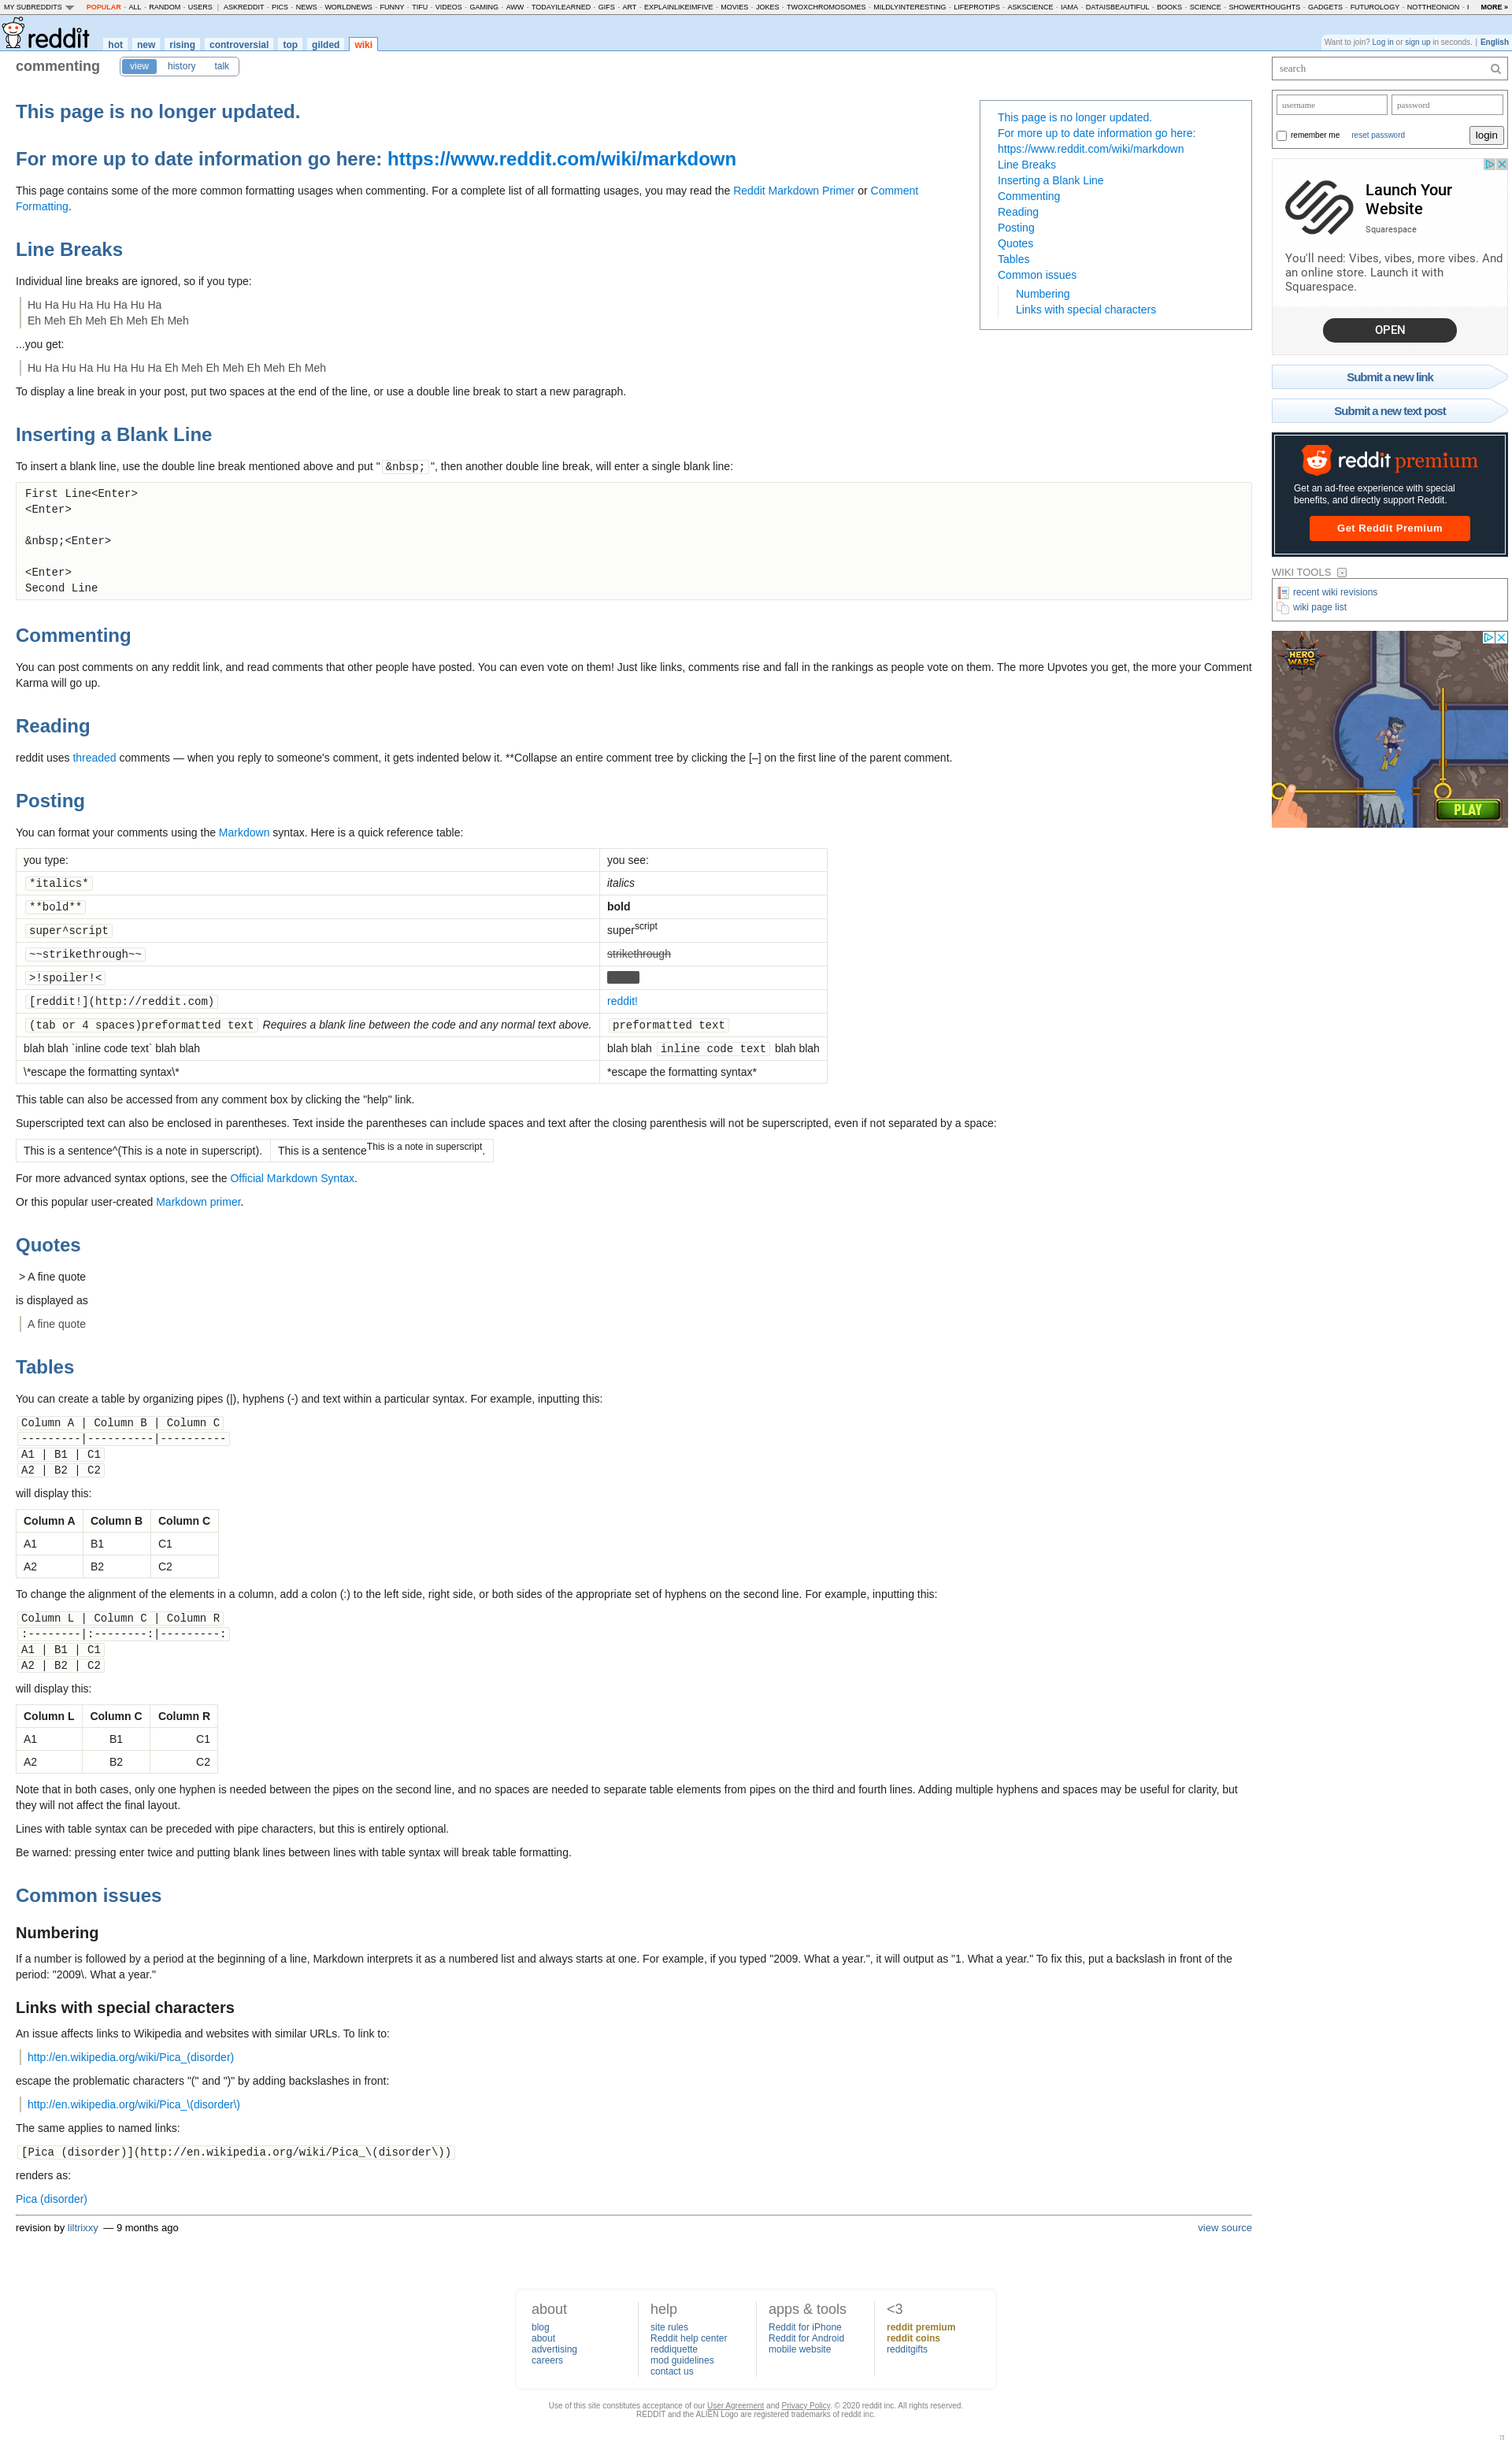 MY SUBREDDITS POPULAR - ALL - RANDOM - USERS | ASKREDDIT - PICS - NEWS - WORLDNEWS - FUNNY - TIFU - VIDEOS - GAMING - AWW - TODAYILEARNED - GIFS - ART - EXPLAINLIKEIMFIVE - MOVIES - JOKES - TWOXCHROMOSOMES - MILDLYINTERESTING - LIFEPROTIPS - ASKSCIENCE - IAMA - DATAISBEAUTIFUL - BOOKS - SCIENCE - SHOWERTHOUGHTS - GADGETS - FUTUROLOGY - NOTTHEONION - MORE »
reddit hot new rising controversial top gilded wiki
Want to join? Log in or sign up in seconds. | English
commenting view history talk
This page is no longer updated.
For more up to date information go here: https://www.reddit.com/wiki/markdown
This page contains some of the more common formatting usages when commenting. For a complete list of all formatting usages, you may read the Reddit Markdown Primer or Comment
Formatting.
This page is no longer updated.
For more up to date information go here:
https://www.reddit.com/wiki/markdown
Line Breaks
Inserting a Blank Line
Commenting
Reading
Posting
Quotes
Tables
Common issues
Numbering
Links with special characters
Line Breaks
Individual line breaks are ignored, so if you type:
Hu Ha Hu Ha Hu Ha Hu Ha
Eh Meh Eh Meh Eh Meh Eh Meh
...you get:
Hu Ha Hu Ha Hu Ha Hu Ha Eh Meh Eh Meh Eh Meh Eh Meh
To display a line break in your post, put two spaces at the end of the line, or use a double line break to start a new paragraph.
Inserting a Blank Line
To insert a blank line, use the double line break mentioned above and put " &nbsp; ", then another double line break, will enter a single blank line:
First Line<Enter>
<Enter>
&nbsp;<Enter>
<Enter>
Second Line
Commenting
You can post comments on any reddit link, and read comments that other people have posted. You can even vote on them! Just like links, comments rise and fall in the rankings as people vote on them. The more Upvotes you get, the more your Comment
Karma will go up.
Reading
reddit uses threaded comments — when you reply to someone's comment, it gets indented below it. **Collapse an entire comment tree by clicking the [–] on the first line of the parent comment.
Posting
You can format your comments using the Markdown syntax. Here is a quick reference table:
you type: you see:
*italics* italics
**bold** bold
super^script superscript
~~strikethrough~~ strikethrough
>!spoiler!<
[reddit!](http://reddit.com) reddit!
(tab or 4 spaces)preformatted text Requires a blank line between the code and any normal text above. preformatted text
blah blah `inline code text` blah blah blah blah inline code text blah blah
\*escape the formatting syntax\* *escape the formatting syntax*
This table can also be accessed from any comment box by clicking the "help" link.
Superscripted text can also be enclosed in parentheses. Text inside the parentheses can include spaces and text after the closing parenthesis will not be superscripted, even if not separated by a space:
This is a sentence^(This is a note in superscript). This is a sentenceThis is a note in superscript.
For more advanced syntax options, see the Official Markdown Syntax.
Or this popular user-created Markdown primer.
Quotes
> A fine quote
is displayed as
A fine quote
Tables
You can create a table by organizing pipes (|), hyphens (-) and text within a particular syntax. For example, inputting this:
Column A | Column B | Column C
---------|----------|----------
A1 | B1 | C1
A2 | B2 | C2
will display this:
Column A Column B Column C
A1 B1 C1
A2 B2 C2
To change the alignment of the elements in a column, add a colon (:) to the left side, right side, or both sides of the appropriate set of hyphens on the second line. For example, inputting this:
Column L | Column C | Column R
:--------|:--------:|---------:
A1 | B1 | C1
A2 | B2 | C2
will display this:
Column L Column C Column R
A1 B1 C1
A2 B2 C2
Note that in both cases, only one hyphen is needed between the pipes on the second line, and no spaces are needed to separate table elements from pipes on the third and fourth lines. Adding multiple hyphens and spaces may be useful for clarity, but
they will not affect the final layout.
Lines with table syntax can be preceded with pipe characters, but this is entirely optional.
Be warned: pressing enter twice and putting blank lines between lines with table syntax will break table formatting.
Common issues
Numbering
If a number is followed by a period at the beginning of a line, Markdown interprets it as a numbered list and always starts at one. For example, if you typed "2009. What a year.", it will output as "1. What a year." To fix this, put a backslash in front of the
period: "2009\. What a year."
Links with special characters
An issue affects links to Wikipedia and websites with similar URLs. To link to:
http://en.wikipedia.org/wiki/Pica_(disorder)
escape the problematic characters "(" and ")" by adding backslashes in front:
http://en.wikipedia.org/wiki/Pica_\(disorder\)
The same applies to named links:
[Pica (disorder)](http://en.wikipedia.org/wiki/Pica_\(disorder\))
renders as:
Pica (disorder)
revision by liltrixxy — 9 months ago view source
search
username password
remember me reset password login
Launch Your
Website
Squarespace
You'll need: Vibes, vibes, more vibes. And
an online store. Launch it with
Squarespace.
OPEN
Submit a new link
Submit a new text post
reddit premium
Get an ad-free experience with special
benefits, and directly support Reddit.
Get Reddit Premium
WIKI TOOLS
recent wiki revisions
wiki page list
HERO
WARS
PLAY
about help apps & tools <3
blog site rules Reddit for iPhone reddit premium
about Reddit help center Reddit for Android reddit coins
advertising reddiquette mobile website redditgifts
careers mod guidelines
contact us
Use of this site constitutes acceptance of our User Agreement and Privacy Policy. © 2020 reddit inc. All rights reserved.
REDDIT and the ALIEN Logo are registered trademarks of reddit inc.
π